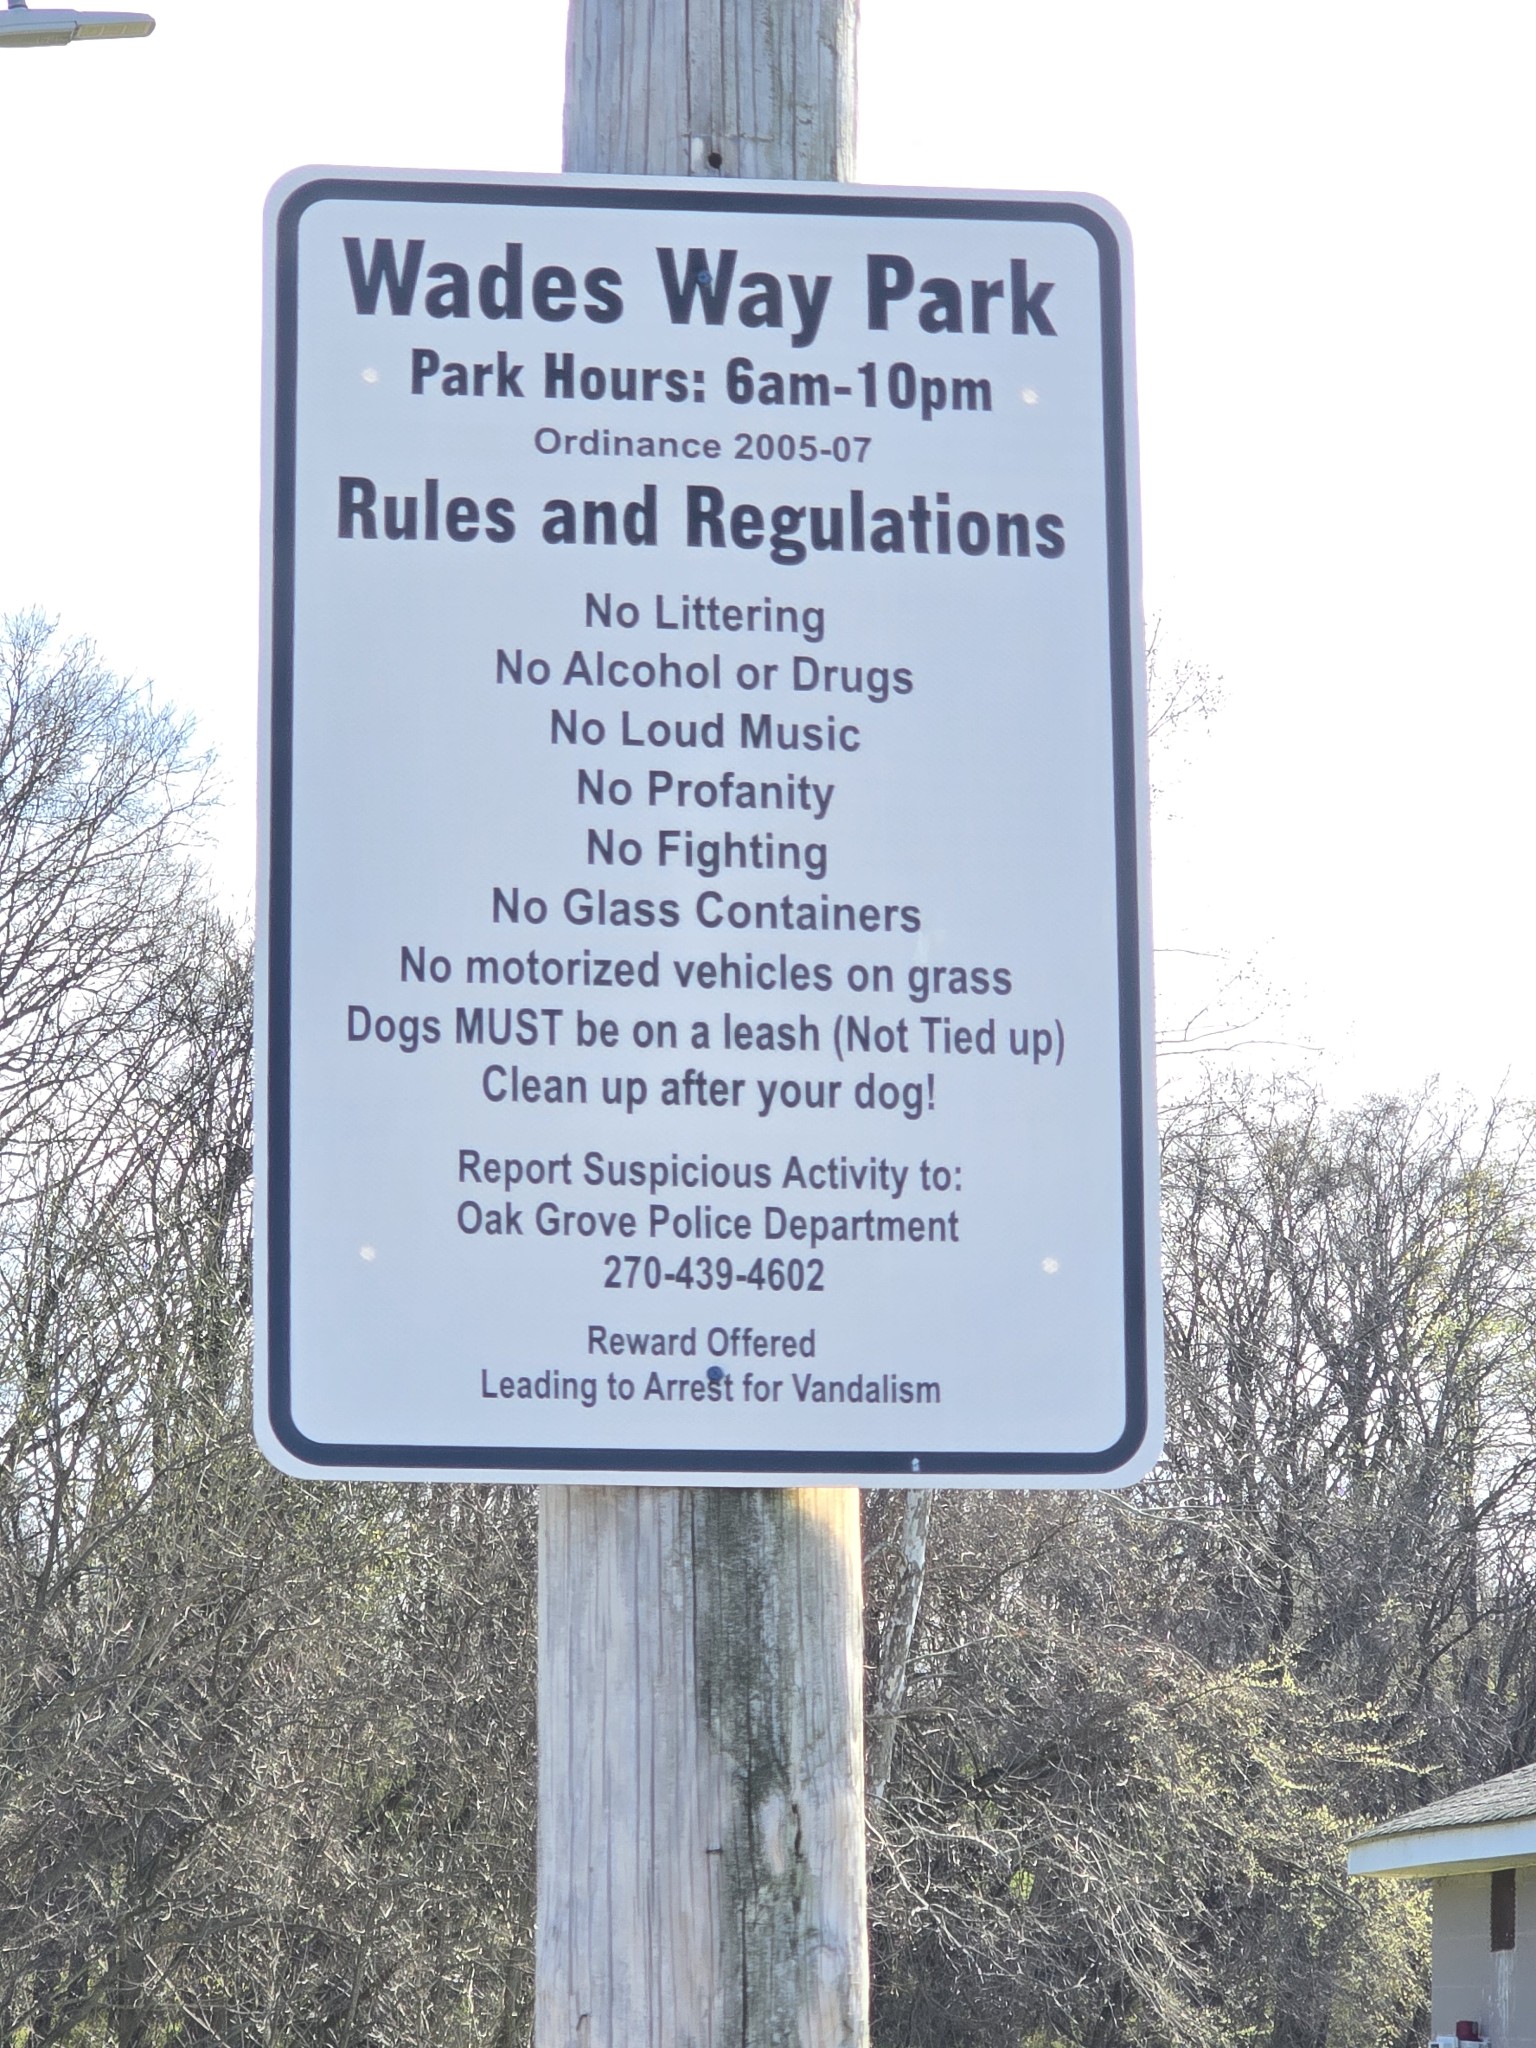 Wades Way Park
Park Hours: 6am-10pm
Ordinance 2005-07
Rules and Regulations
No Littering
No Alcohol or Drugs
No Loud Music
No Profanity
No Fighting
No Glass Containers
No motorized vehicles on grass
Dogs MUST be on a leash (Not Tied up)
Clean up after your dog!
Report Suspicious Activity to:
Oak Grove Police Department
270-439-4602
Reward Offered
Leading to Arrest for Vandalism